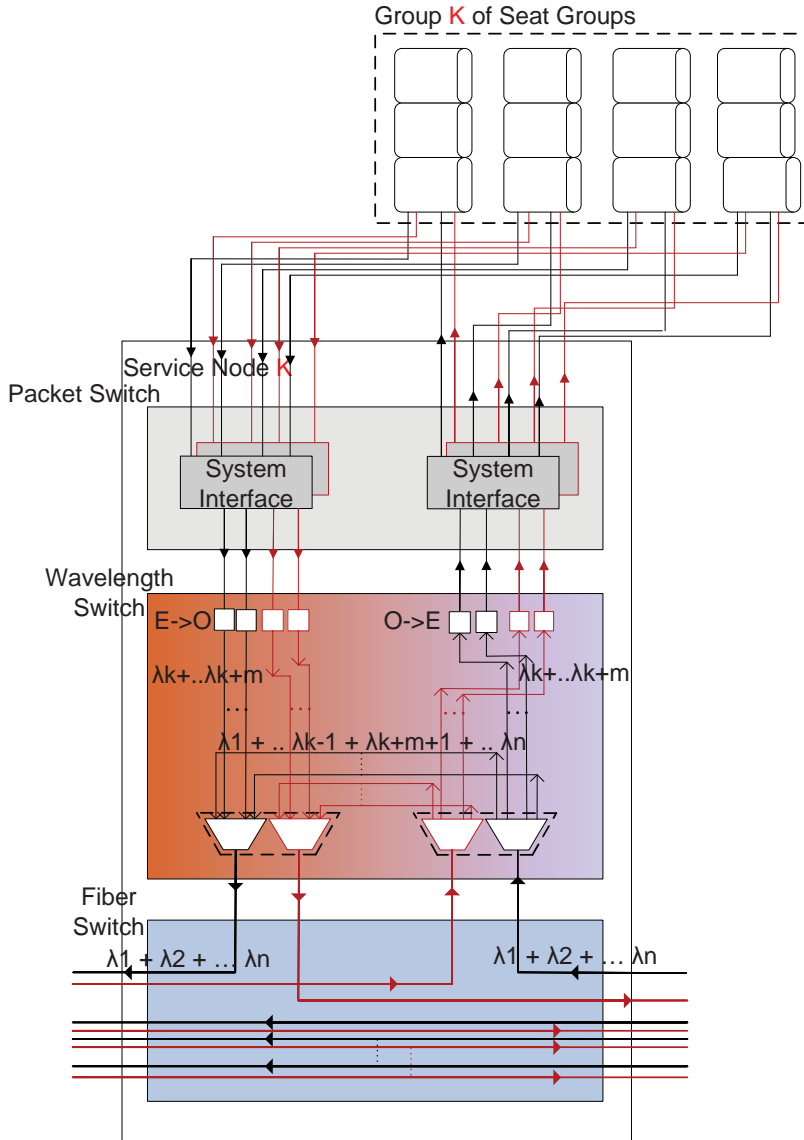 Group K of Seat Groups
Service Node K
Packet Switch
System
Interface
System
Interface
Wavelength
Switch
E->O
O->E
λk+..λk+m
λk+..λk+m
...
...
...
...
λ1 + .. λk-1 + λk+m+1 + .. λn
Fiber
Switch
λ1 + λ2 + ... λn
λ1 + λ2 + ... λn